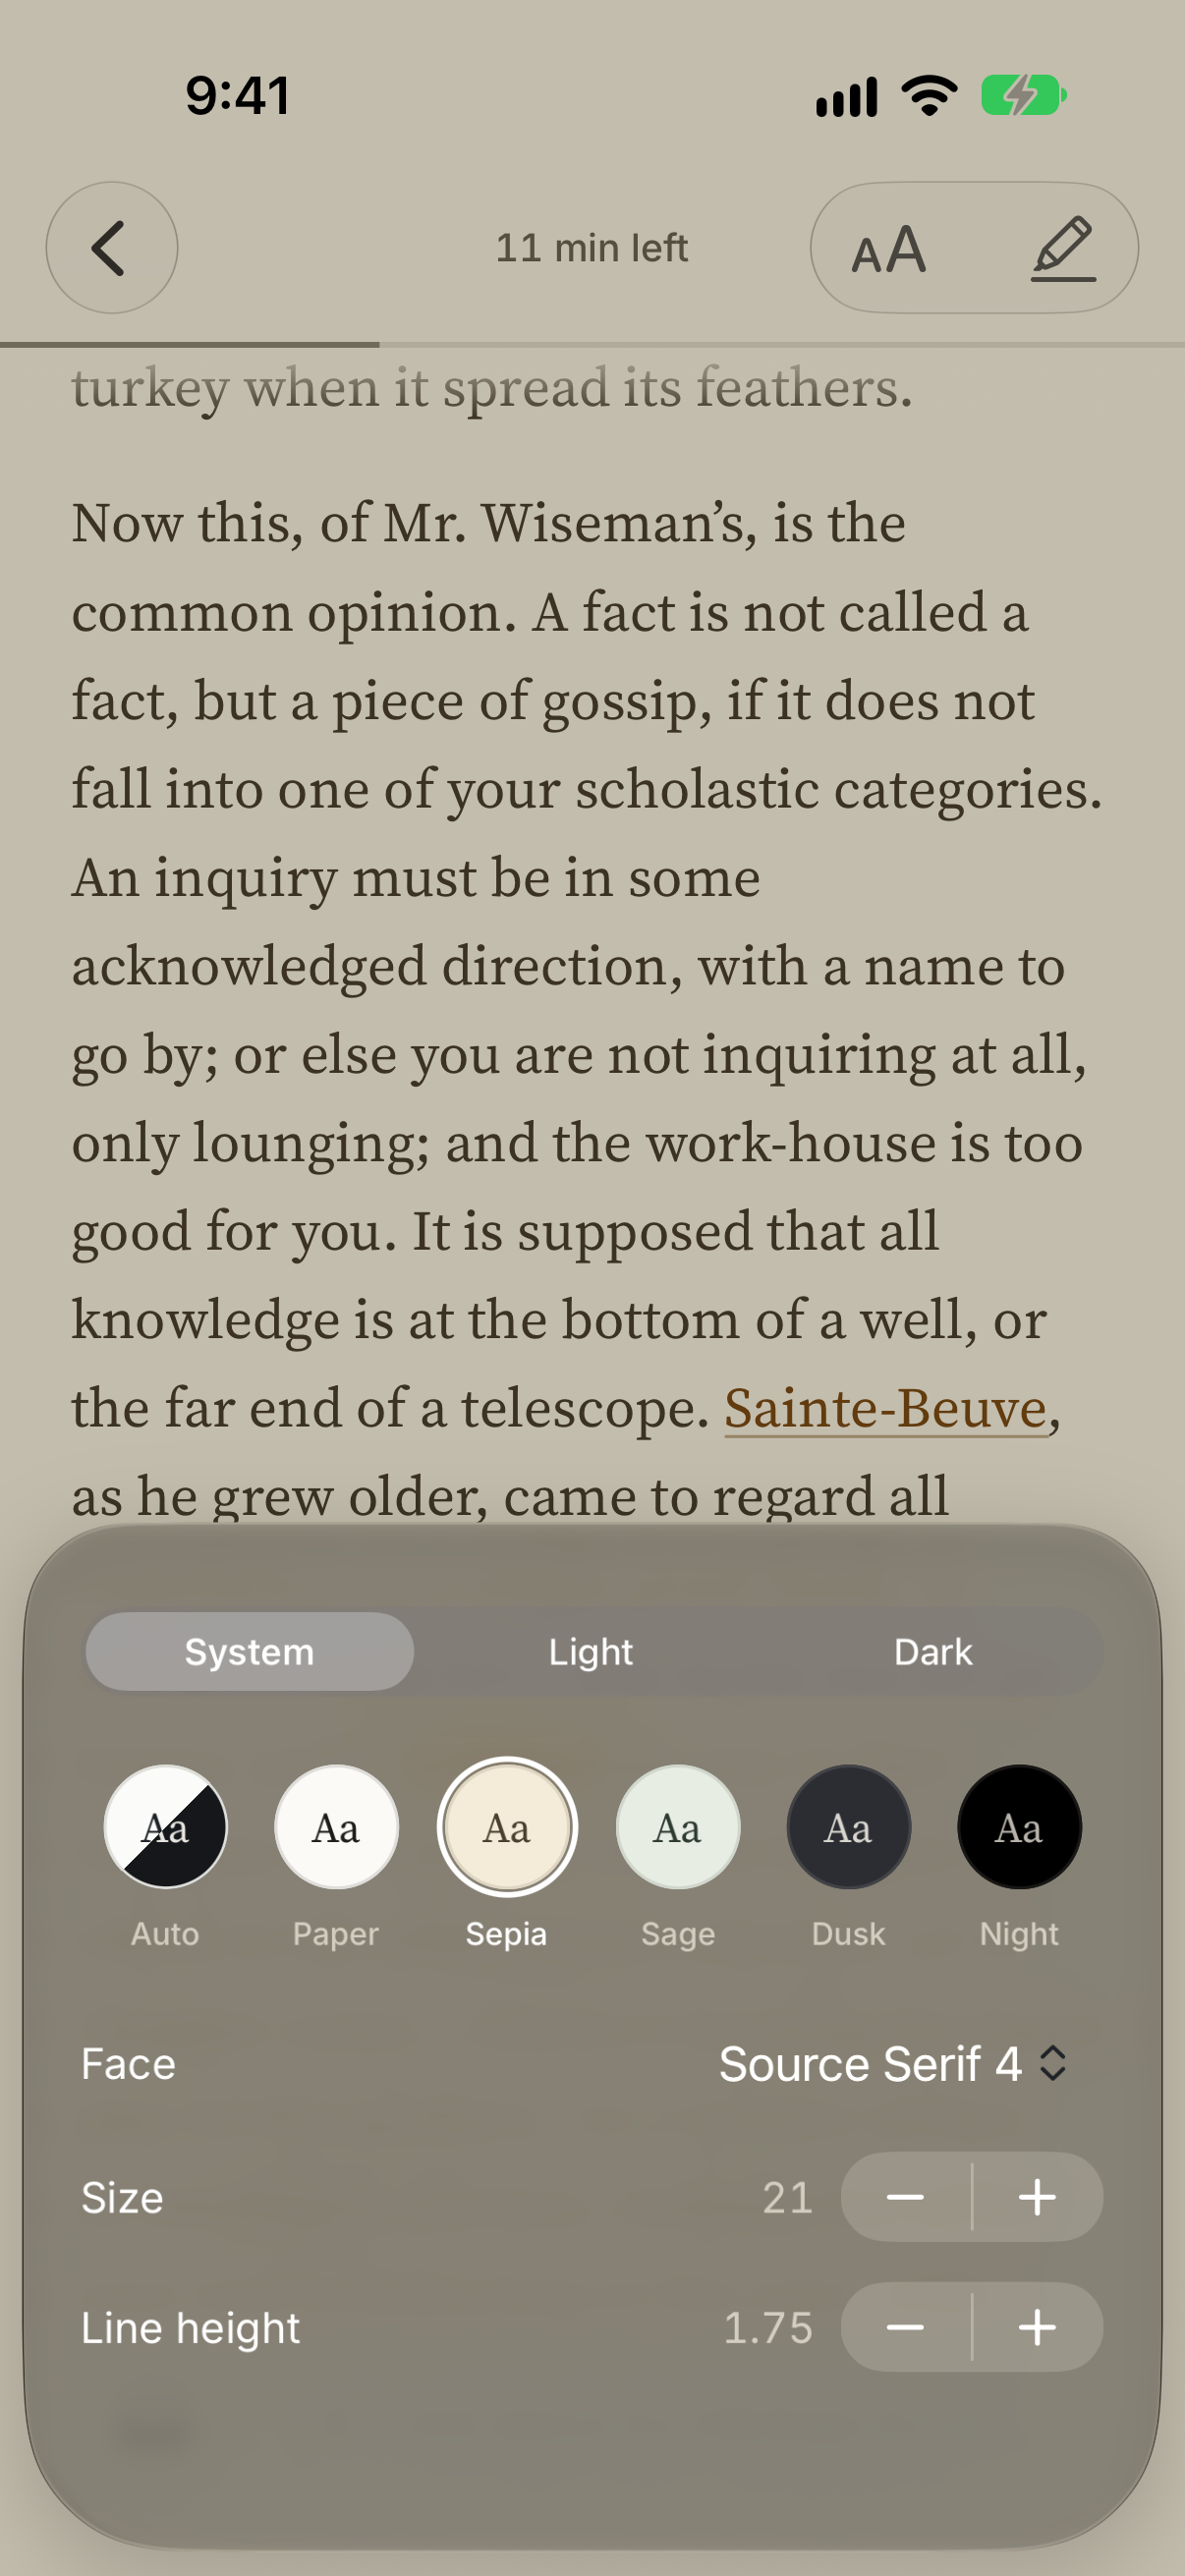 9:41
11 min left
AA
turkey when it spread its feathers.
Now this, of Mr. Wiseman’s, is the
common opinion. A fact is not called a
fact, but a piece of gossip, if it does not
fall into one of your scholastic categories.
An inquiry must be in some
acknowledged direction, with a name to
go by; or else you are not inquiring at all,
only lounging; and the work-house is too
good for you. It is supposed that all
knowledge is at the bottom of a well, or
the far end of a telescope. Sainte-Beuve,
as he grew older, came to regard all
System Light Dark
Aa Aa Aa Aa Aa Aa
Auto Paper Sepia Sage Dusk Night
Face Source Serif 4
Size 21 − +
Line height 1.75 − +